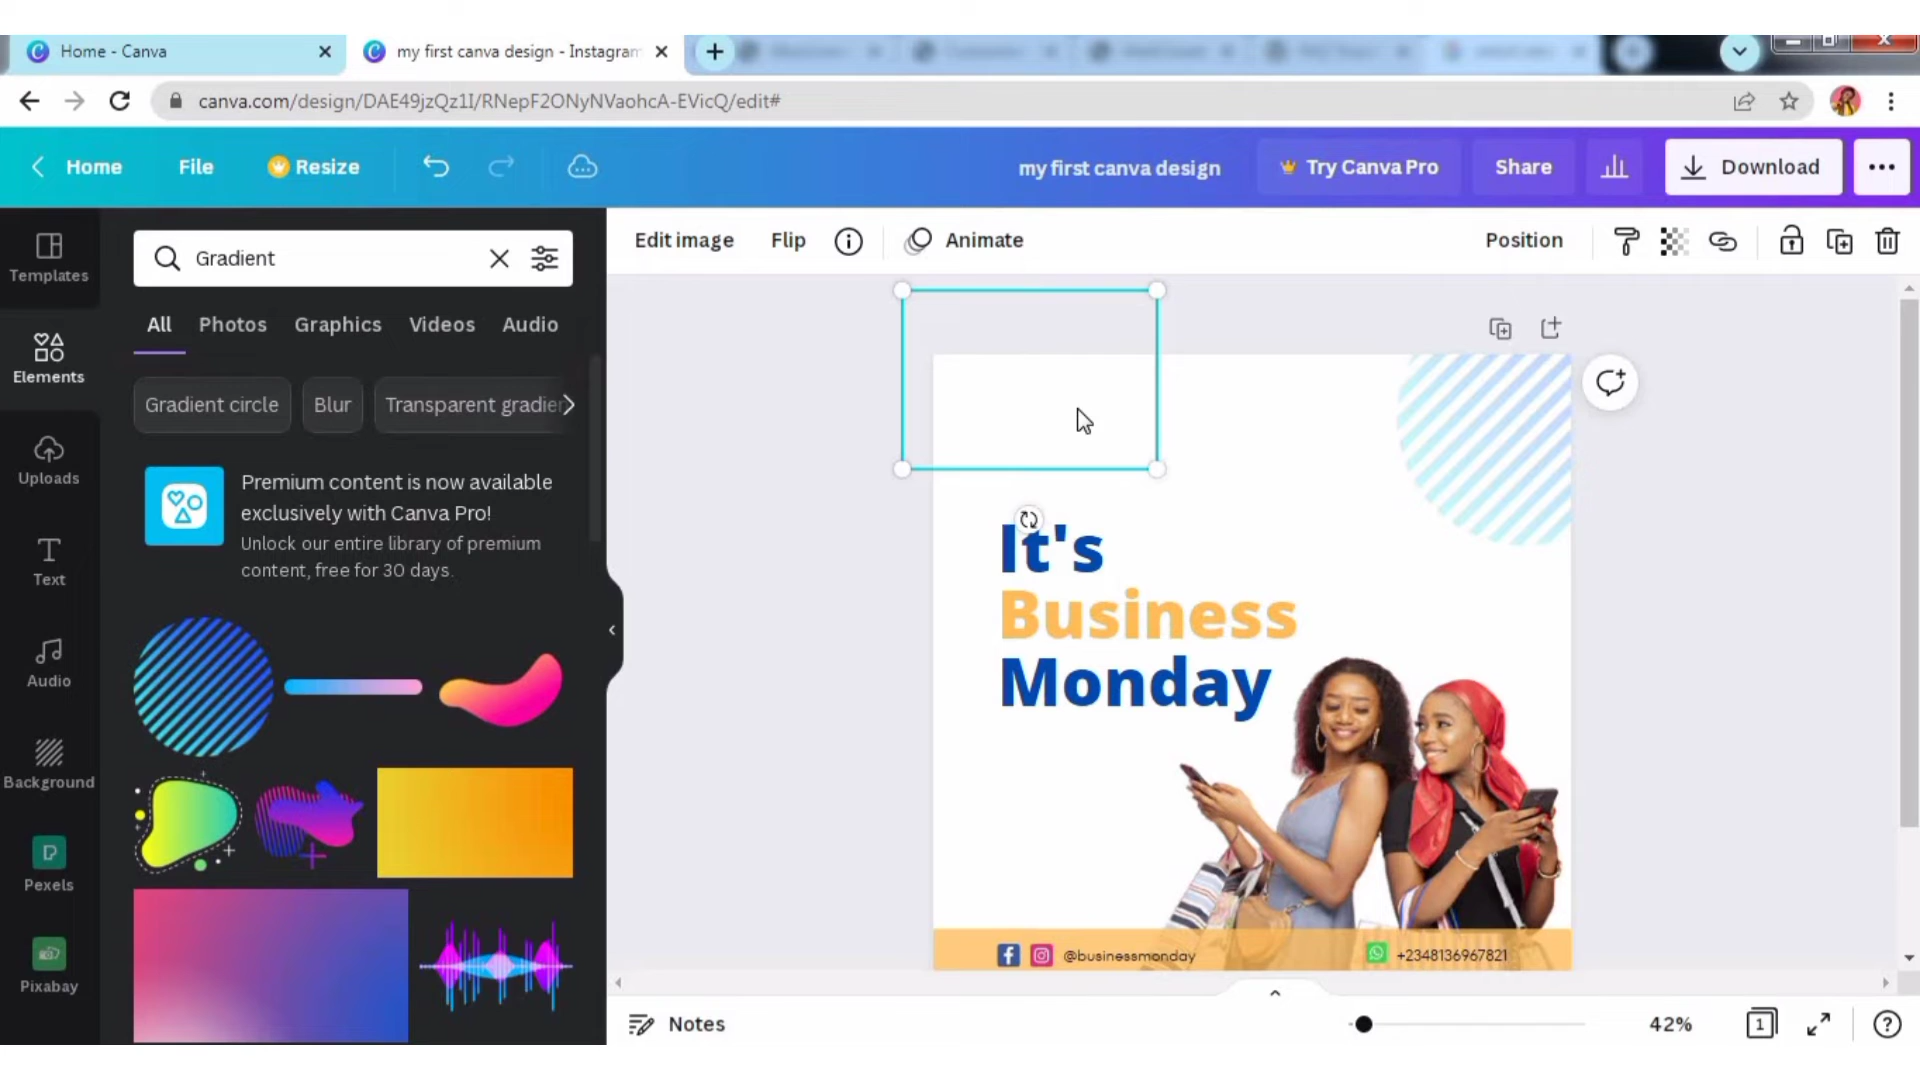 Home - Canva
my first canva design - Instagram
canva.com/design/DAE49jzQz1I/RNepF2ONyNVaohcA-EVicQ/edit#
Home
File
Resize
my first canva design
Try Canva Pro
Share
Download
Templates
Elements
Uploads
Text
Audio
Background
Pexels
Pixabay
Gradient
All
Photos
Graphics
Videos
Audio
Gradient circle
Blur
Transparent gradien
Premium content is now available
exclusively with Canva Pro!
Unlock our entire library of premium
content, free for 30 days.
Edit image
Flip
Animate
Position
It's
Business
Monday
@businessmonday
+2348136967821
Notes
42%
1